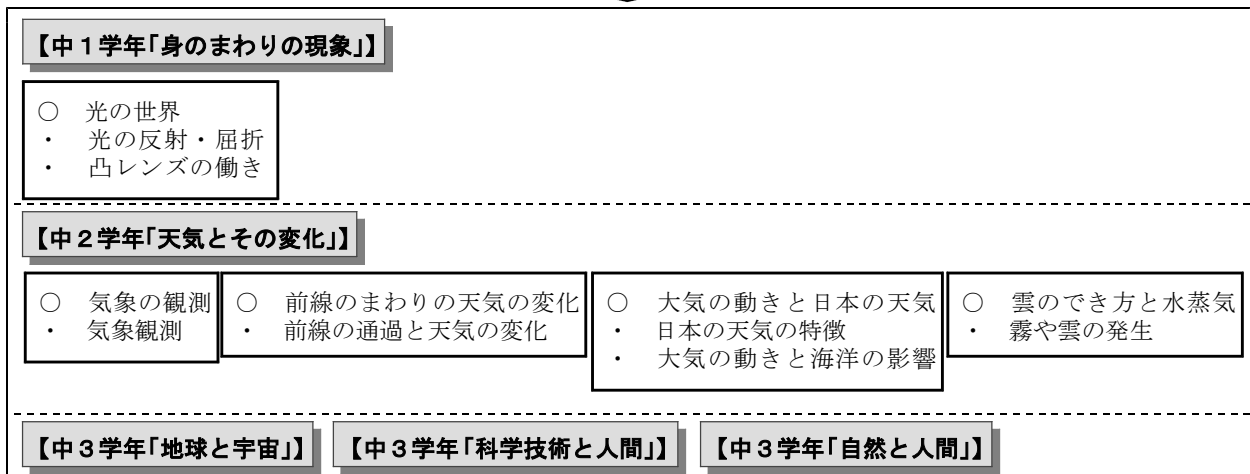 【中１学年「身のまわりの現象」】
○　光の世界
・　光の反射・屈折
・　凸レンズの働き
【中２学年「天気とその変化」】
○　気象の観測
・　気象観測
○　前線のまわりの天気の変化
・　前線の通過と天気の変化
○　大気の動きと日本の天気
・　日本の天気の特徴
・　大気の動きと海洋の影響
○　雲のでき方と水蒸気
・　霧や雲の発生
【中３学年「地球と宇宙」】
【中３学年「科学技術と人間」】
【中３学年「自然と人間」】